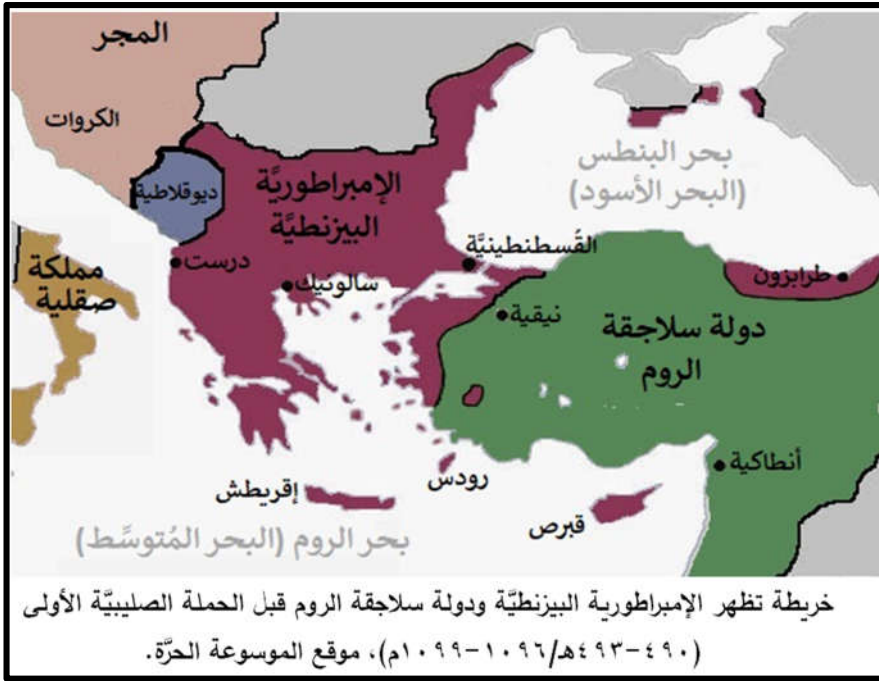 المجر
الكروات
ديوقلاطية
الإمبراطوريَّة
البيزنطيَّة
بحر البنطس
(البحر الأسود)
القُسطنطينيَّة
درست
سالونيك
مملكة
صقلية
طرابزون
نيقية
دولة سلاجقة
الروم
أنطاكية
رودس
إقريطش
قبرص
بحر الروم (البحر المُتوسَّط)
خريطة تظهر الإمبراطورية البيزنطيَّة ودولة سلاجقة الروم قبل الحملة الصليبيَّة الأولى
(٤٩٠-٤٩٣هـ/١٠٩٦-١٠٩٩م)، موقع الموسوعة الحرَّة.